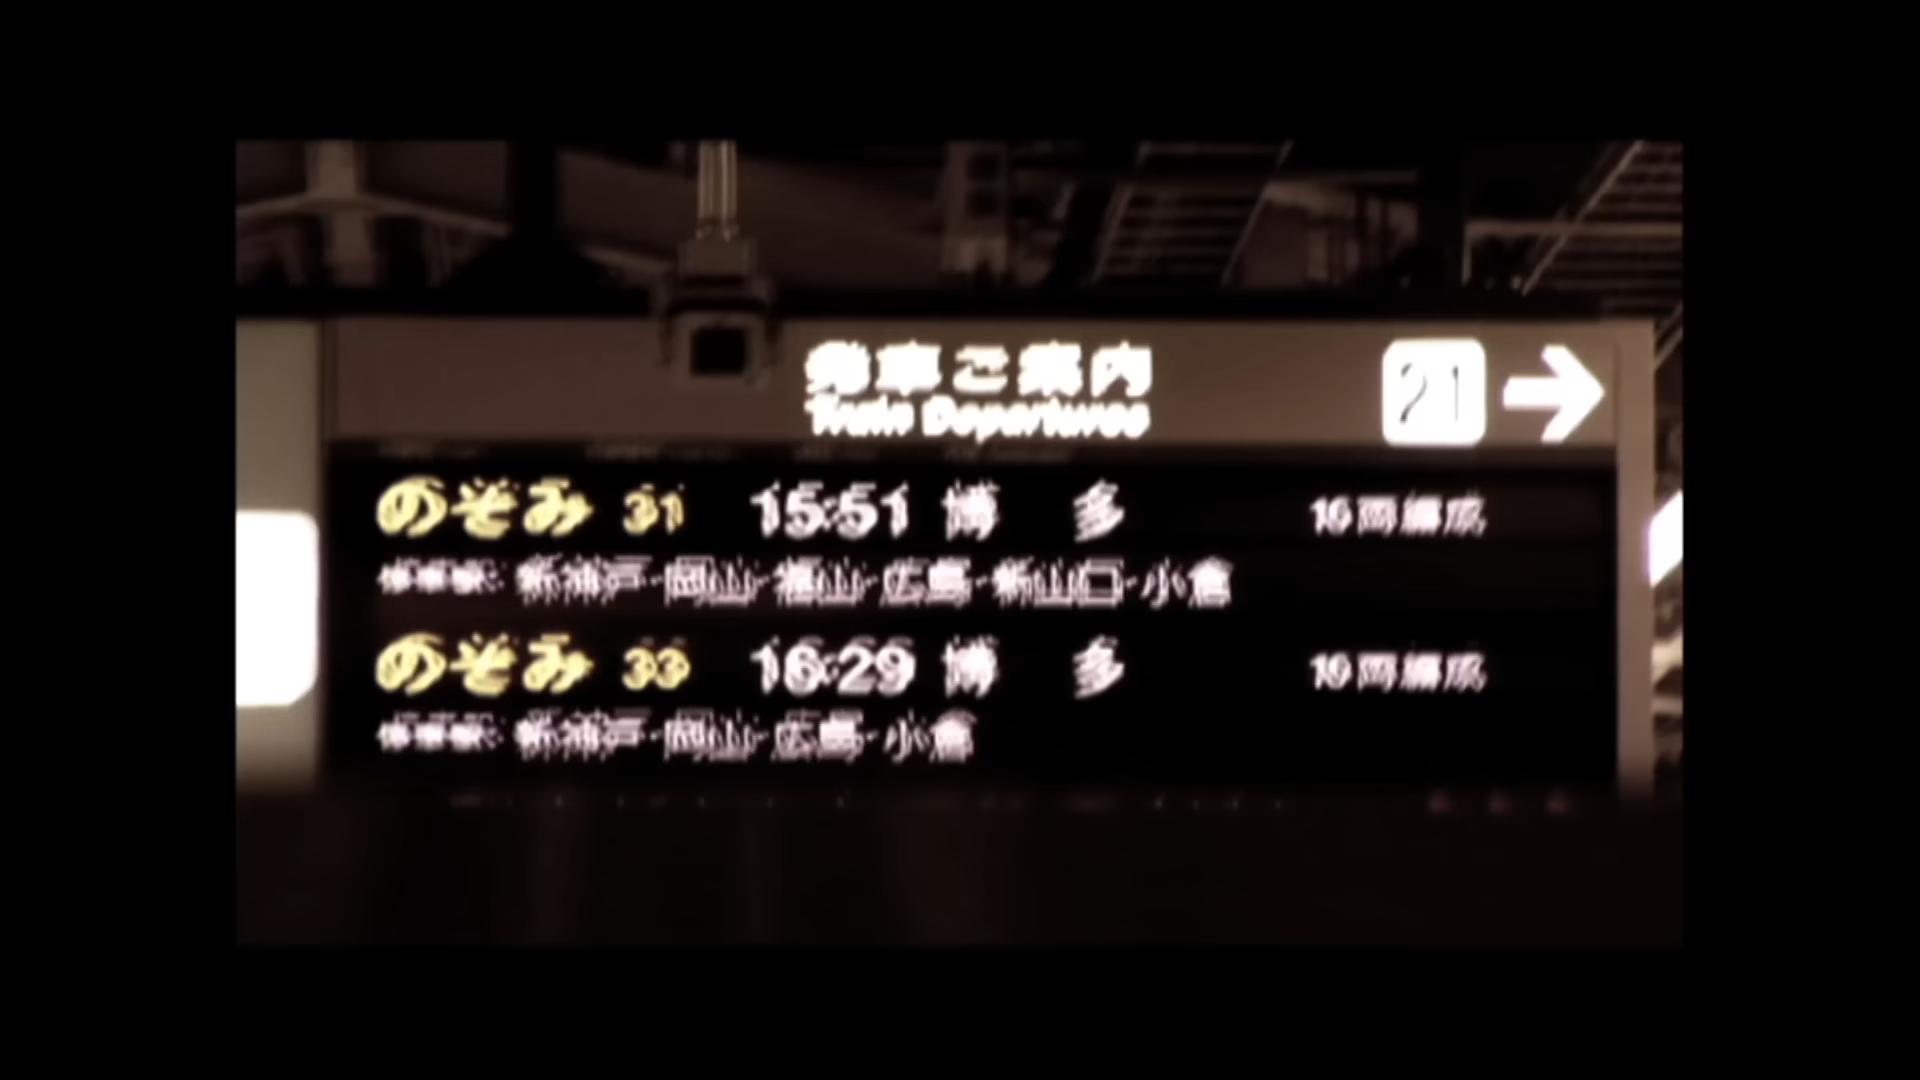 発車ご案内
Train Departures
21
のぞみ 31 15:51 博 多 16両編成
停車駅: 新神戸・岡山・福山・広島・新山口・小倉
のぞみ 33 16:29 博 多 16両編成
停車駅: 新神戸・岡山・広島・小倉